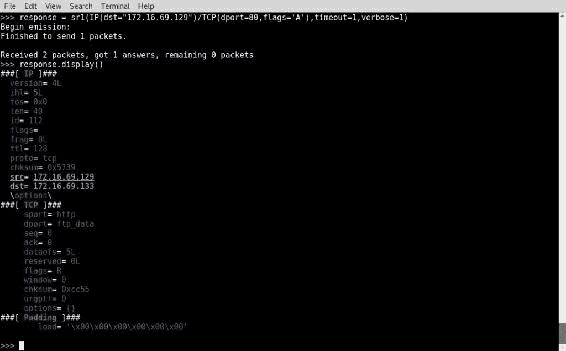 File Edit View Search Terminal Help
>>> response = sr1(IP(dst="172.16.69.129")/TCP(dport=80,flags='A'),timeout=1,verbose=1)
Begin emission:
Finished to send 1 packets.
Received 2 packets, got 1 answers, remaining 0 packets
>>> response.display()
###[ IP ]###
version= 4L
ihl= 5L
tos= 0x0
len= 40
id= 112
flags=
frag= 0L
ttl= 128
proto= tcp
chksum= 0x5739
src= 172.16.69.129
dst= 172.16.69.133
\options\
###[ TCP ]###
sport= http
dport= ftp_data
seq= 0
ack= 0
dataofs= 5L
reserved= 0L
flags= R
window= 0
chksum= 0xcc55
urgptr= 0
options= {}
###[ Padding ]###
load= '\x00\x00\x00\x00\x00\x00'
>>>